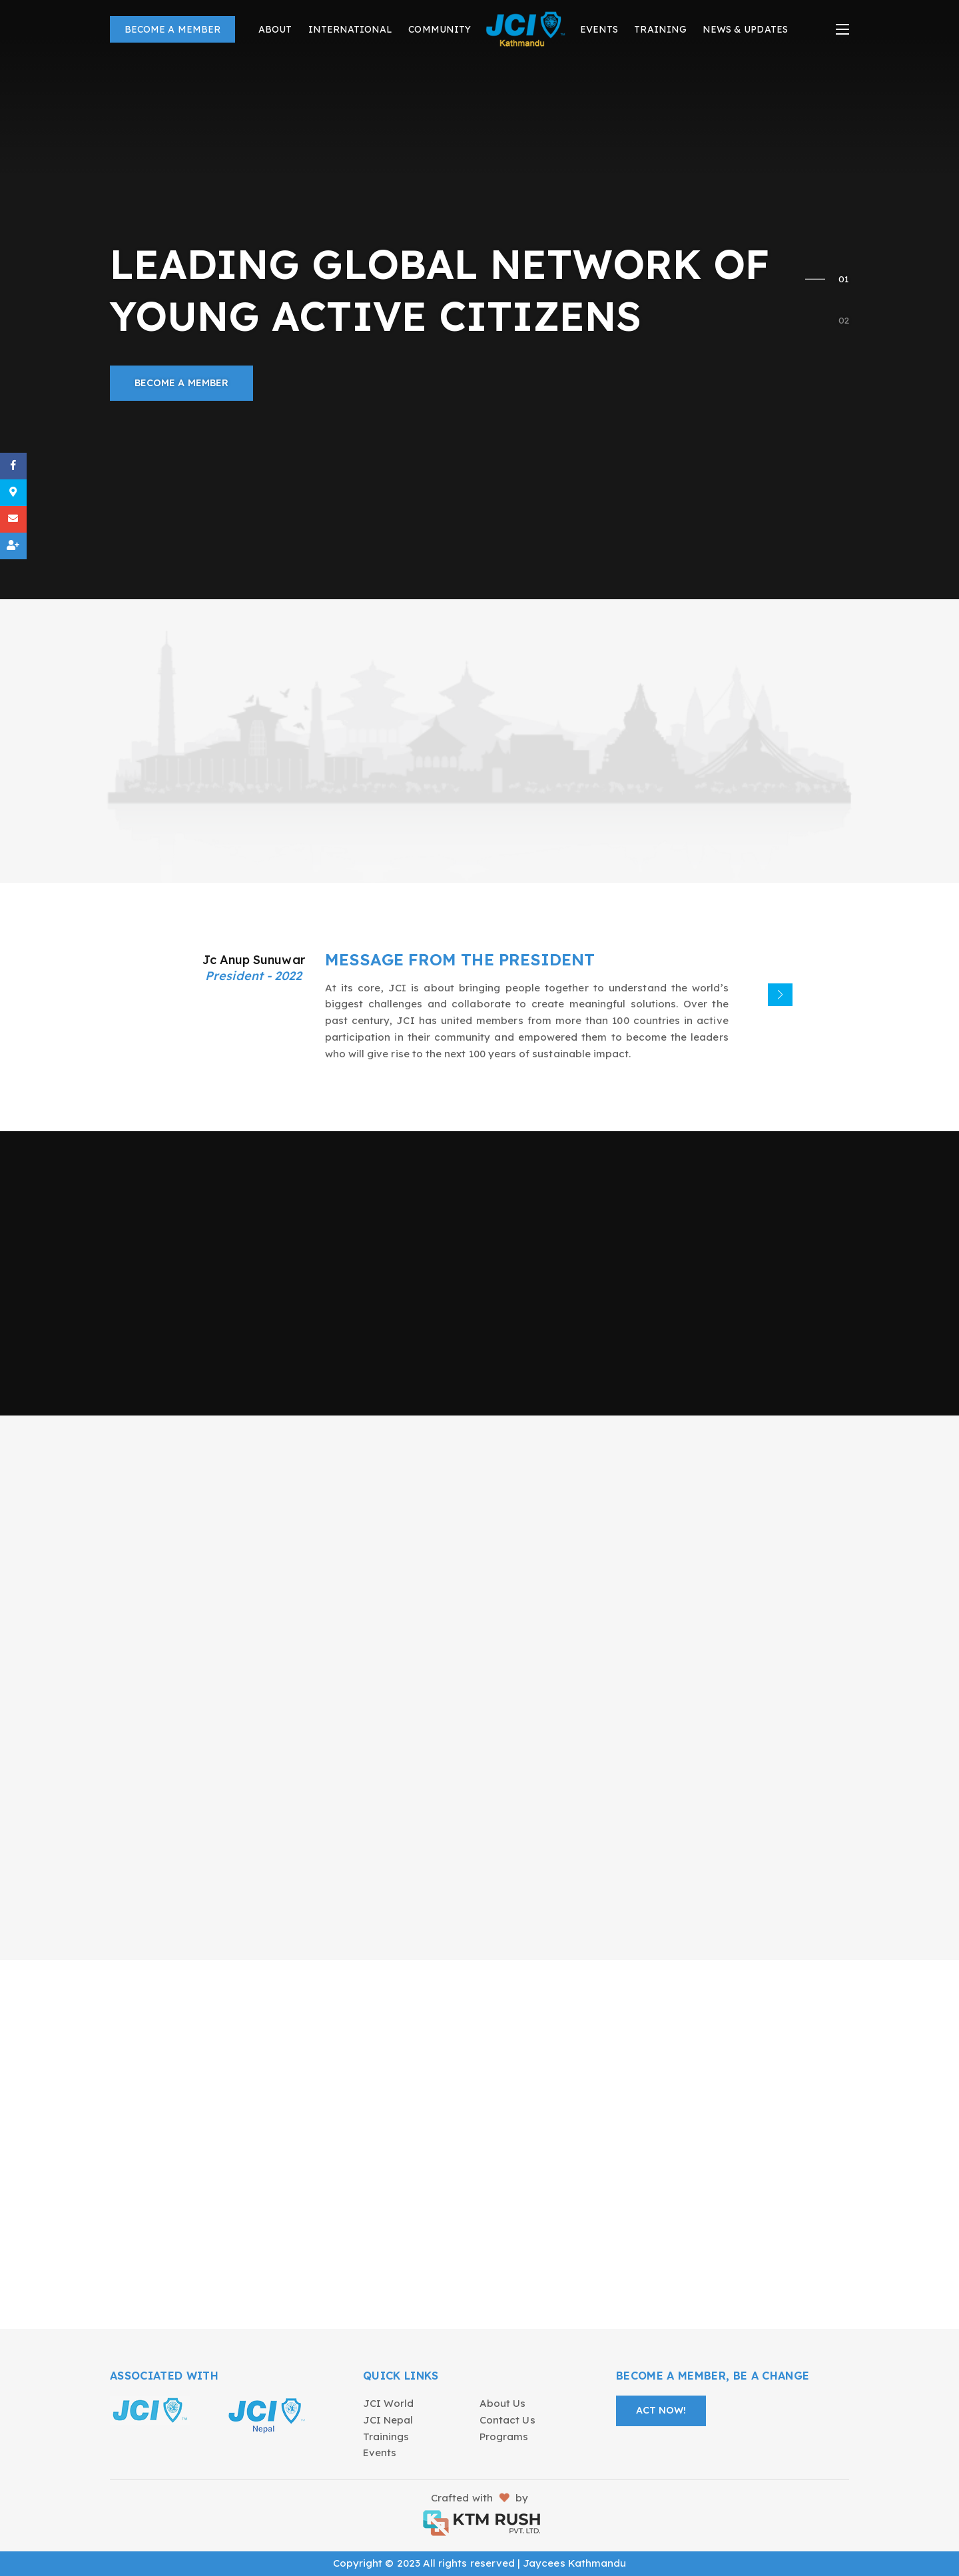 BECOME A MEMBER
ABOUT
INTERNATIONAL
COMMUNITY
JCI
Kathmandu
EVENTS
TRAINING
NEWS & UPDATES
LEADING GLOBAL NETWORK OF
YOUNG ACTIVE CITIZENS
01
02
BECOME A MEMBER
Jc Anup Sunuwar
President - 2022
MESSAGE FROM THE PRESIDENT
At its core, JCI is about bringing people together to understand the world’s
biggest challenges and collaborate to create meaningful solutions. Over the
past century, JCI has united members from more than 100 countries in active
participation in their community and empowered them to become the leaders
who will give rise to the next 100 years of sustainable impact.
ASSOCIATED WITH
JCI TM
JCI
Nepal
QUICK LINKS
JCI World
JCI Nepal
Trainings
Events
About Us
Contact Us
Programs
BECOME A MEMBER, BE A CHANGE
ACT NOW!
Crafted with by
KTM RUSH
PVT. LTD.
Copyright © 2023 All rights reserved | Jaycees Kathmandu